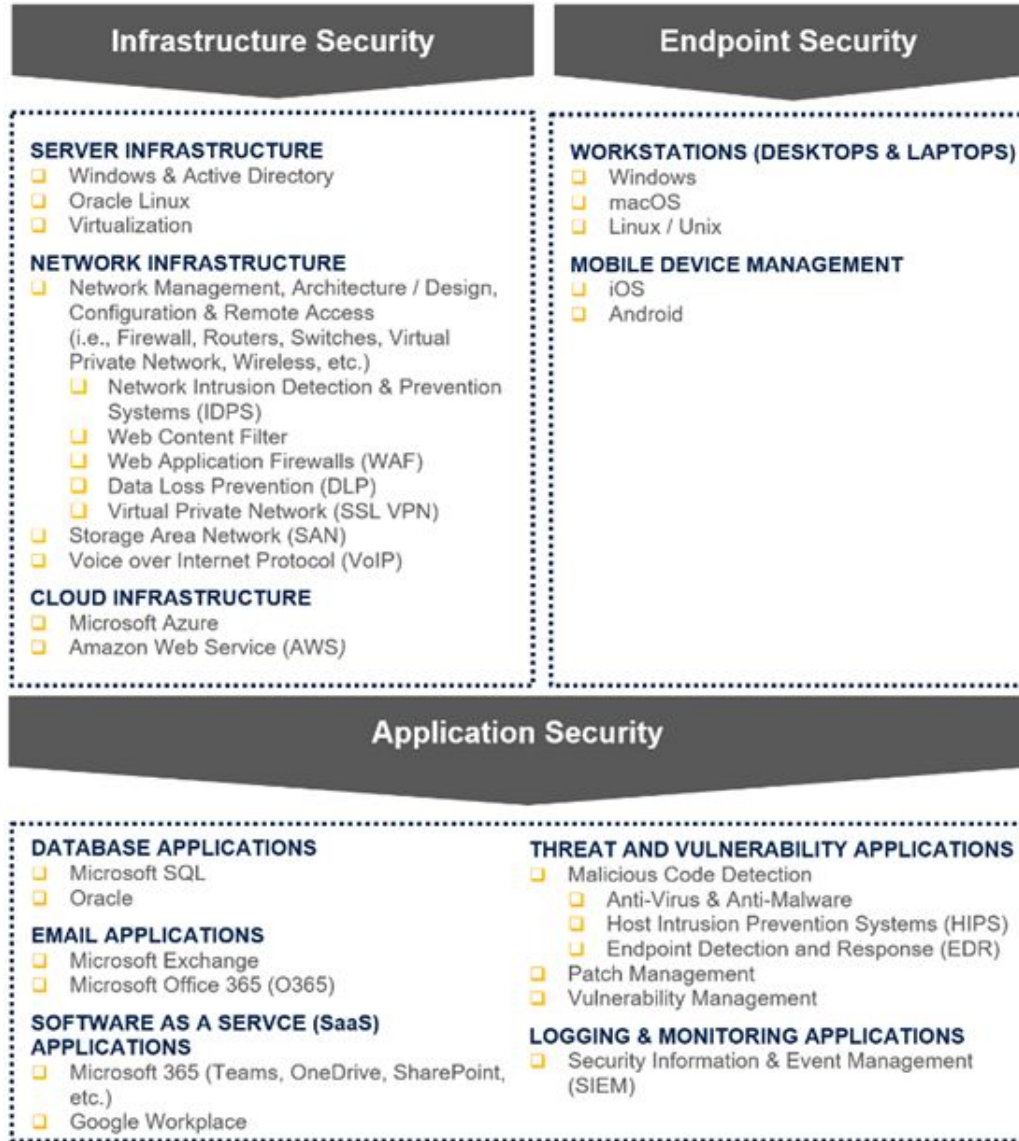 Infrastructure Security
SERVER INFRASTRUCTURE
Windows & Active Directory
Oracle Linux
Virtualization
NETWORK INFRASTRUCTURE
Network Management, Architecture / Design,
Configuration & Remote Access
(i.e., Firewall, Routers, Switches, Virtual
Private Network, Wireless, etc.)
Network Intrusion Detection & Prevention
Systems (IDPS)
Web Content Filter
Web Application Firewalls (WAF)
Data Loss Prevention (DLP)
Virtual Private Network (SSL VPN)
Storage Area Network (SAN)
Voice over Internet Protocol (VoIP)
CLOUD INFRASTRUCTURE
Microsoft Azure
Amazon Web Service (AWS)
Endpoint Security
WORKSTATIONS (DESKTOPS & LAPTOPS)
Windows
macOS
Linux / Unix
MOBILE DEVICE MANAGEMENT
iOS
Android
Application Security
DATABASE APPLICATIONS
Microsoft SQL
Oracle
EMAIL APPLICATIONS
Microsoft Exchange
Microsoft Office 365 (O365)
SOFTWARE AS A SERVCE (SaaS)
APPLICATIONS
Microsoft 365 (Teams, OneDrive, SharePoint,
etc.)
Google Workplace
THREAT AND VULNERABILITY APPLICATIONS
Malicious Code Detection
Anti-Virus & Anti-Malware
Host Intrusion Prevention Systems (HIPS)
Endpoint Detection and Response (EDR)
Patch Management
Vulnerability Management
LOGGING & MONITORING APPLICATIONS
Security Information & Event Management
(SIEM)